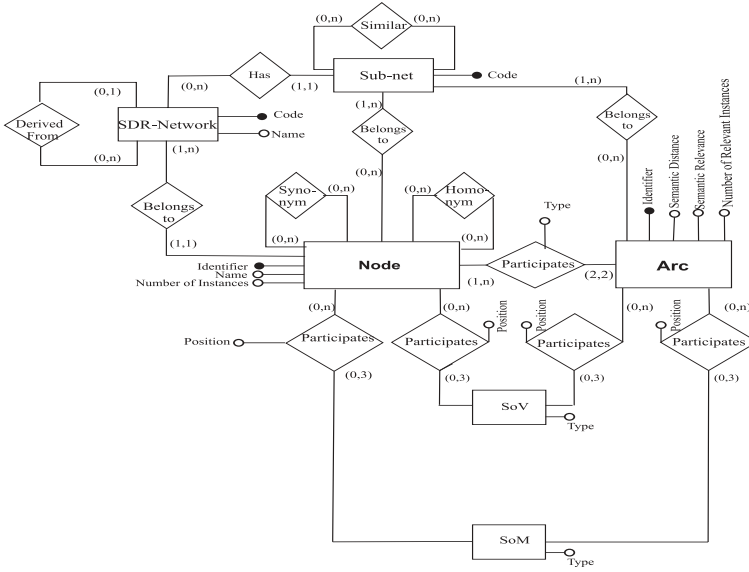 (0,n)
Similar
(0,n)
Has
(0,n)
(1,1)
Sub-net
Code
(1,n)
(0,1)
Derived
From
SDR-Network
Code
Name
(0,n)
(1,n)
(1,n)
Belongs
to
(0,n)
Belongs
to
(0,n)
Identifier
Semantic Distance
Semantic Relevance
Number of Relevant Instances
Belongs
to
(1,1)
Syno-
nym
(0,n)
(0,n)
(0,n)
Homo-
nym
(0,n)
Type
Identifier
Name
Number of Instances
Node
(1,n)
Participates
(2,2)
Arc
(0,n)
(0,n)
(0,n)
(0,n)
Position
Participates
(0,3)
Participates
Position
(0,3)
Position
Participates
(0,3)
Position
Participates
(0,3)
SoV
Type
SoM
Type